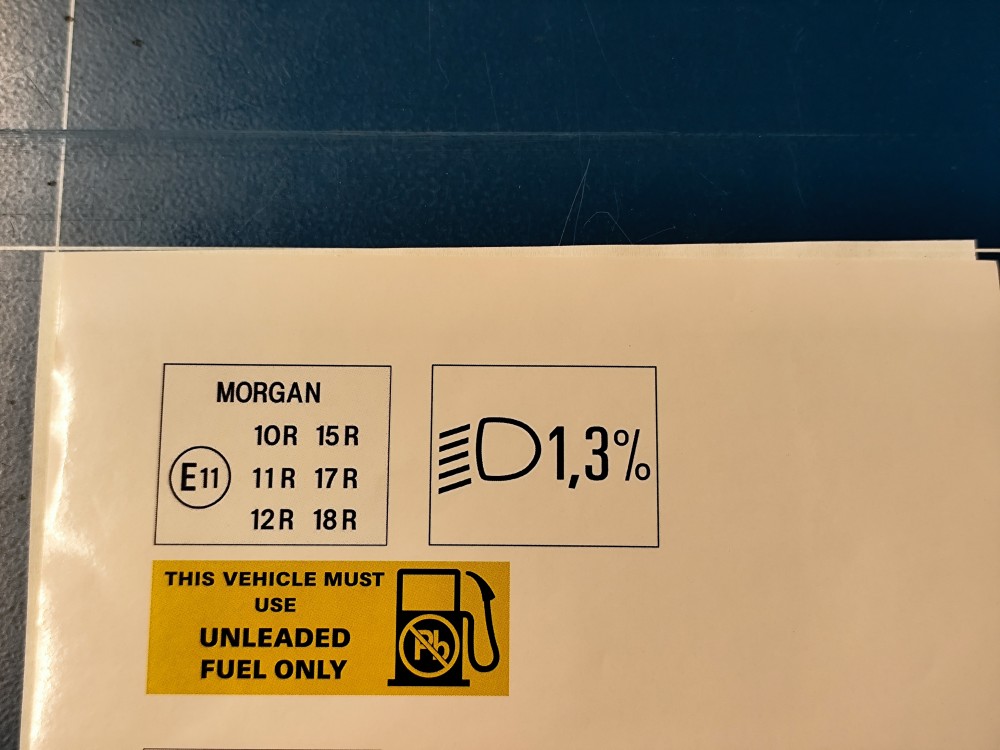 MORGAN
10R 15R
E11 11R 17R
12R 18R
1,3%
THIS VEHICLE MUST
USE
UNLEADED
FUEL ONLY
Pb